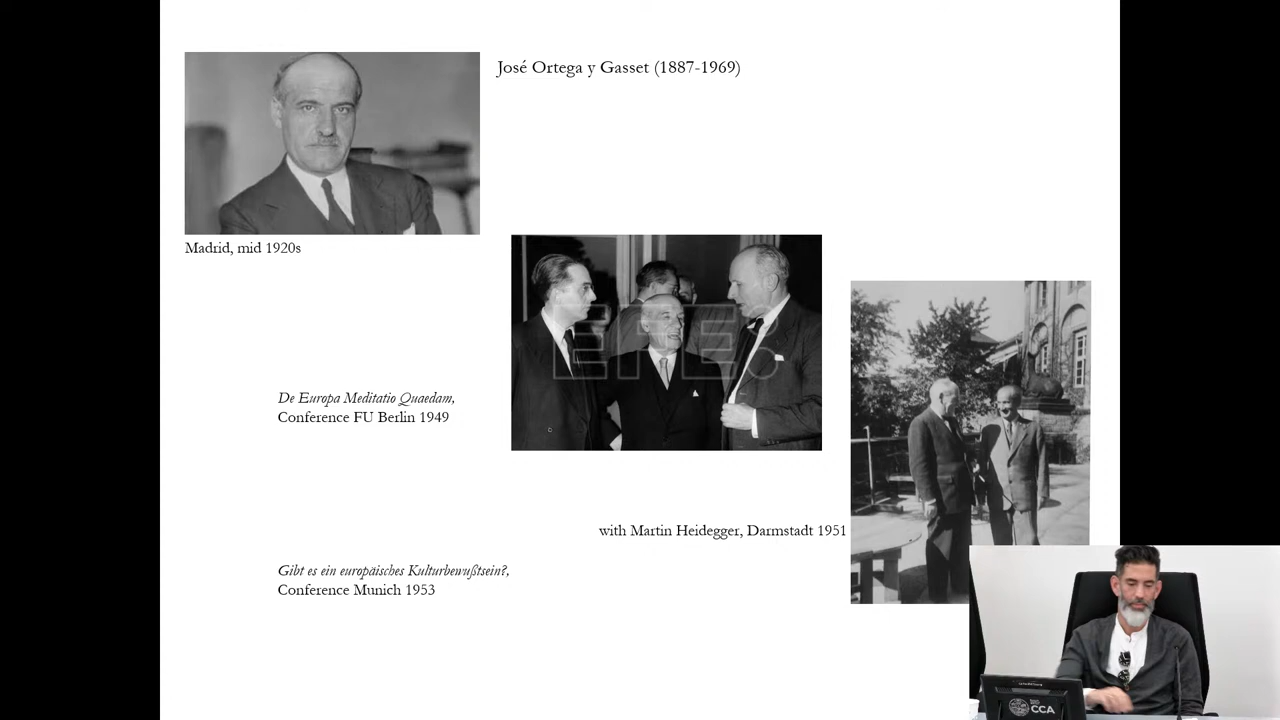 José Ortega y Gasset (1887-1969)
Madrid, mid 1920s
EFE:
De Europa Meditatio Quaedam,
Conference FU Berlin 1949
with Martin Heidegger, Darmstadt 1951
Gibt es ein europäisches Kulturbewußtsein?,
Conference Munich 1953
CCA